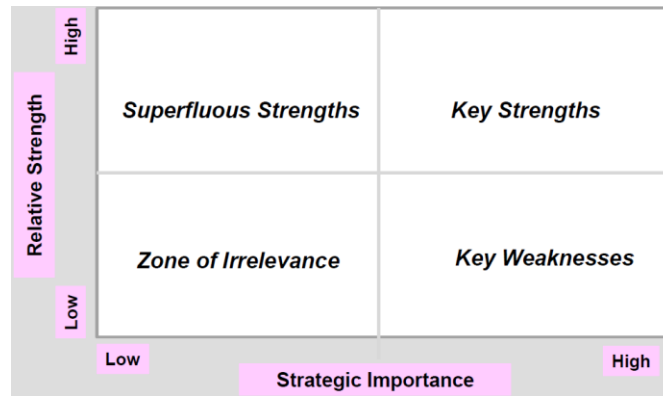 High
Relative Strength
Low
Superfluous Strengths
Key Strengths
Zone of Irrelevance
Key Weaknesses
Low
High
Strategic Importance